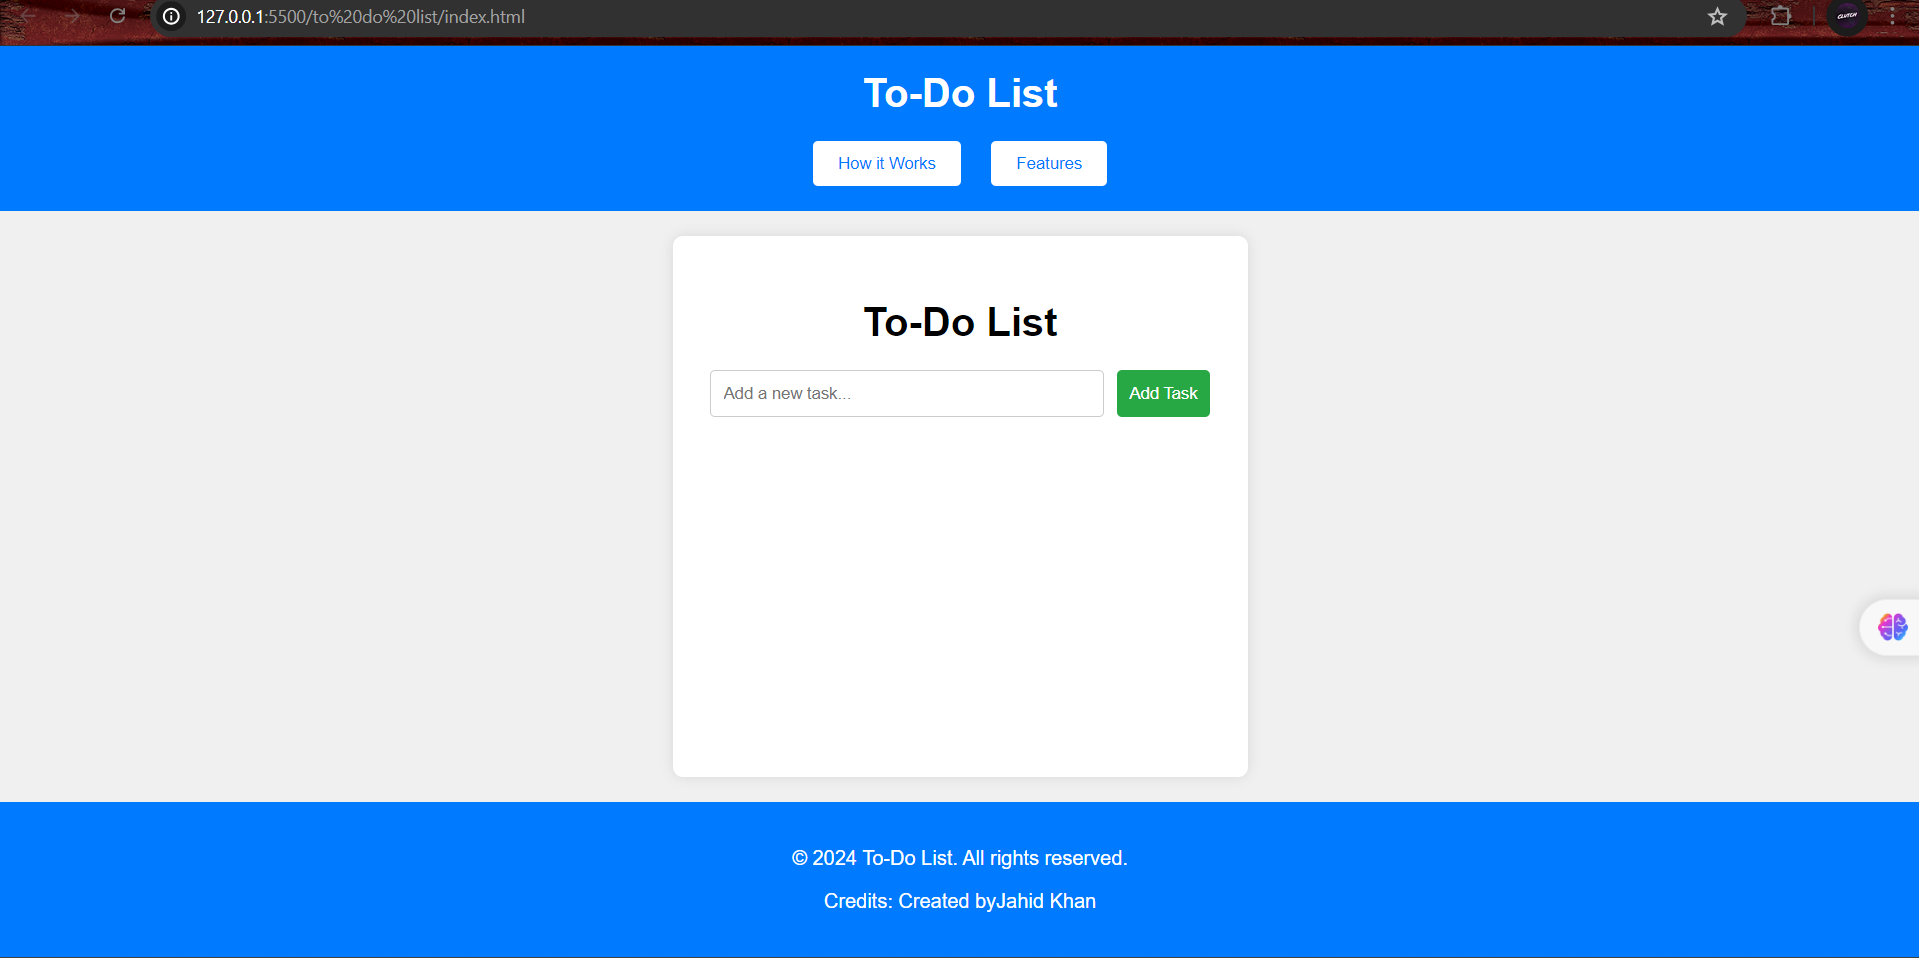 127.0.0.1:5500/to%20do%20list/index.html
CLUTCH
To-Do List
How it Works
Features
To-Do List
Add a new task...
Add Task
© 2024 To-Do List. All rights reserved.
Credits: Created byJahid Khan